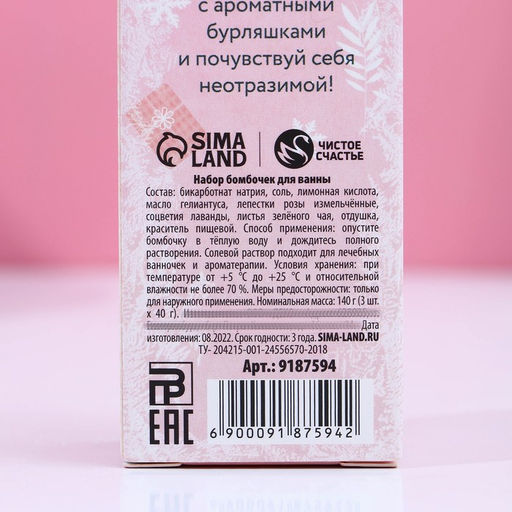 с ароматными
бурляшками
и почувствуй себя
неотразимой!
SIMA
LAND
ЧИСТОЕ
СЧАСТЬЕ
Набор бомбочек для ванны
Состав: бикарботнат натрия, соль, лимонная кислота,
масло гелиантуса, лепестки розы измельчённые,
соцветия лаванды, листья зелёного чая, отдушка,
краситель пищевой. Способ применения: опустите
бомбочку в тёплую воду и дождитесь полного
растворения. Солевой раствор подходит для лечебных
ванночек и ароматерапии. Условия хранения: при
температуре от +5 °С до +25 °С и относительной
влажности не более 70 %. Меры предосторожности: только
для наружного применения. Номинальная масса: 140 г (3 шт.
х 40 г).
Дата
изготовления: 08.2022. Срок годности: 3 года. SIMA-LAND.RU
ТУ- 204215-001-24556570-2018
Арт.: 9187594
EAC
6 900091 875942